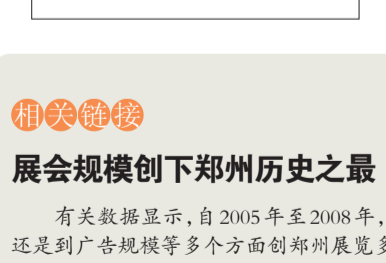 相关链接
展会规模创下郑州历史之最
有关数据显示，自2005年至2008年，
还是到广告规模等多个方面创郑州展览多